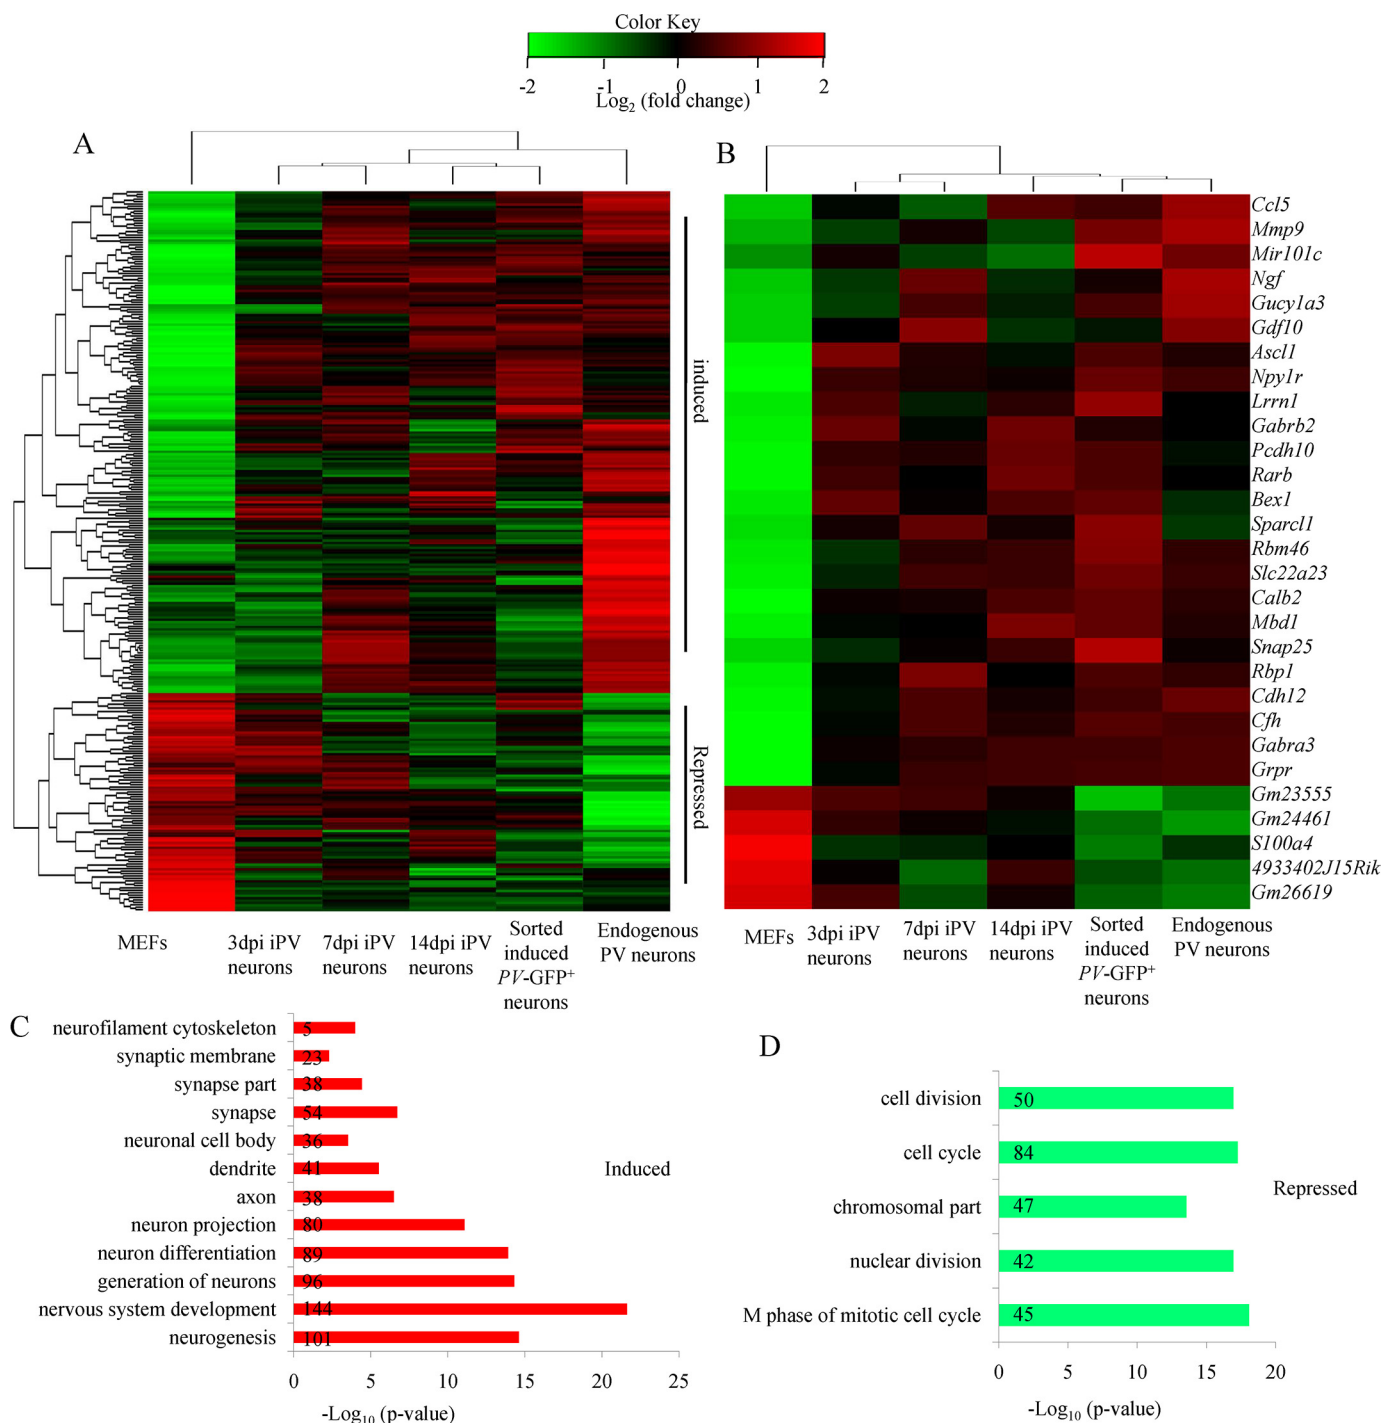 Color Key
-2 -1 0 1 2
Log2 (fold change)
A
B
induced
Repressed
Ccl5
Mmp9
Mir101c
Ngf
Gucy1a3
Gdf10
Ascl1
Npy1r
Lrrn1
Gabrb2
Pcdh10
Rarb
Bex1
Sparcl1
Rbm46
Slc22a23
Calb2
Mbd1
Snap25
Rbp1
Cdh12
Cfh
Gabra3
Grpr
Gm23555
Gm24461
S100a4
4933402J15Rik
Gm26619
MEFs
3dpi iPV
neurons
7dpi iPV
neurons
14dpi iPV
neurons
Sorted
induced
PV-GFP+
neurons
Endogenous
PV neurons
MEFs
3dpi iPV
neurons
7dpi iPV
neurons
14dpi iPV
neurons
Sorted
induced
PV-GFP+
neurons
Endogenous
PV neurons
C
neurofilament cytoskeleton 5
synaptic membrane 23
synapse part 38
synapse 54
neuronal cell body 36
dendrite 41
axon 38
neuron projection 80
neuron differentiation 89
generation of neurons 96
nervous system development 144
neurogenesis 101
Induced
0 5 10 15 20 25
-Log10 (p-value)
D
cell division 50
cell cycle 84
chromosomal part 47
nuclear division 42
M phase of mitotic cell cycle 45
Repressed
0 5 10 15 20
-Log10 (p-value)